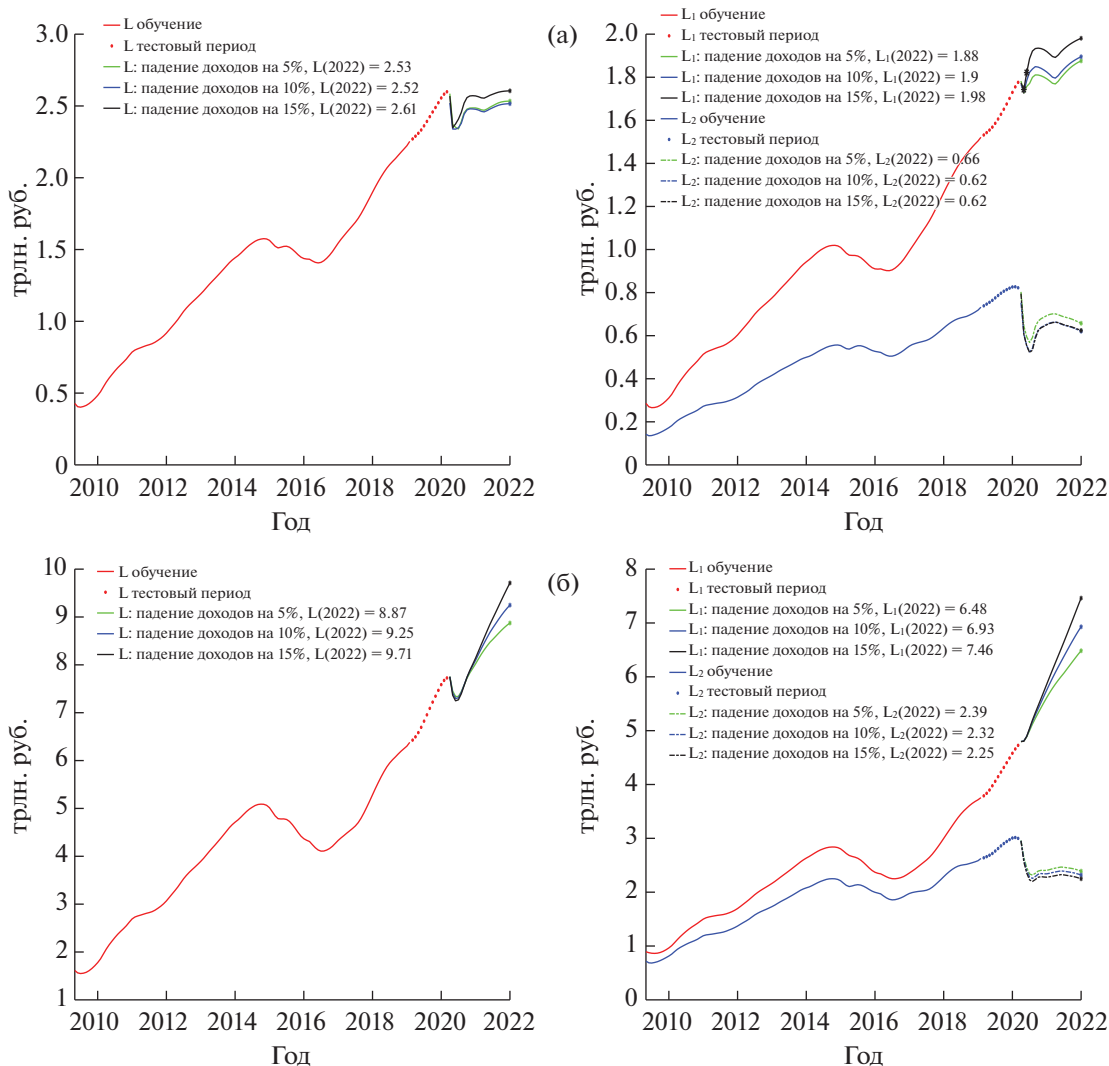 (а)
трлн. руб.
3.0
2.5
2.0
1.5
1.0
0.5
0
L обучение
L тестовый период
L: падение доходов на 5%, L(2022) = 2.53
L: падение доходов на 10%, L(2022) = 2.52
L: падение доходов на 15%, L(2022) = 2.61
2010 2012 2014 2016 2018 2020 2022
Год
трлн. руб.
2.0
1.8
1.6
1.4
1.2
1.0
0.8
0.6
0.4
0.2
0
L₁ обучение
L₁ тестовый период
L₁: падение доходов на 5%, L₁(2022) = 1.88
L₁: падение доходов на 10%, L₁(2022) = 1.9
L₁: падение доходов на 15%, L₁(2022) = 1.98
L₂ обучение
L₂ тестовый период
L₂: падение доходов на 5%, L₂(2022) = 0.66
L₂: падение доходов на 10%, L₂(2022) = 0.62
L₂: падение доходов на 15%, L₂(2022) = 0.62
2010 2012 2014 2016 2018 2020 2022
Год
(б)
трлн. руб.
10
9
8
7
6
5
4
3
2
1
L обучение
L тестовый период
L: падение доходов на 5%, L(2022) = 8.87
L: падение доходов на 10%, L(2022) = 9.25
L: падение доходов на 15%, L(2022) = 9.71
2010 2012 2014 2016 2018 2020 2022
Год
трлн. руб.
8
7
6
5
4
3
2
1
0
L₁ обучение
L₁ тестовый период
L₁: падение доходов на 5%, L₁(2022) = 6.48
L₁: падение доходов на 10%, L₁(2022) = 6.93
L₁: падение доходов на 15%, L₁(2022) = 7.46
L₂ обучение
L₂ тестовый период
L₂: падение доходов на 5%, L₂(2022) = 2.39
L₂: падение доходов на 10%, L₂(2022) = 2.32
L₂: падение доходов на 15%, L₂(2022) = 2.25
2010 2012 2014 2016 2018 2020 2022
Год